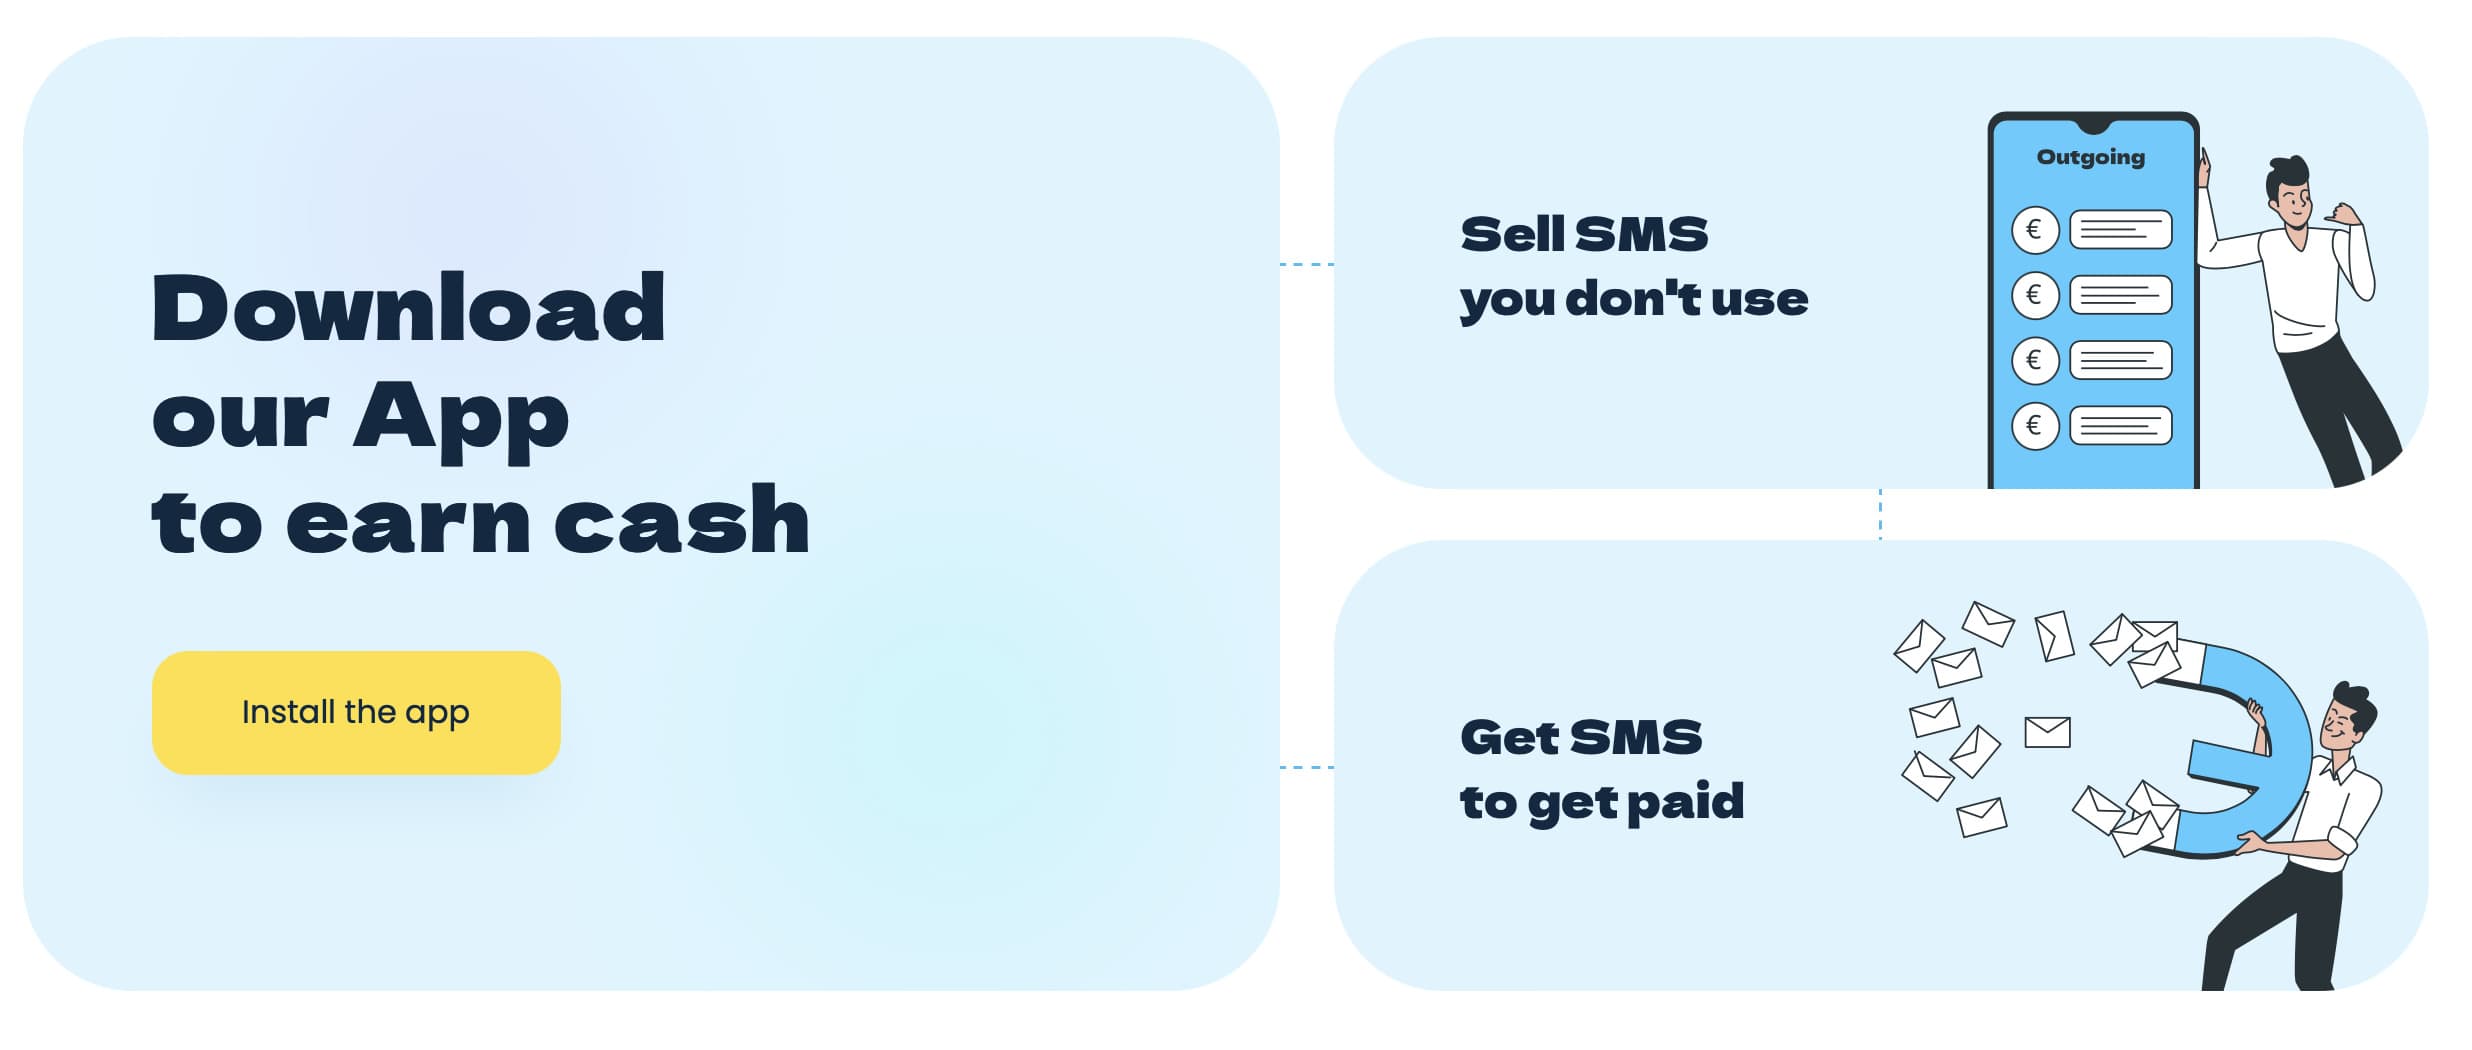 Download
our App
to earn cash
Install the app
Sell SMS
you don't use
Outgoing
€
€
€
€
Get SMS
to get paid